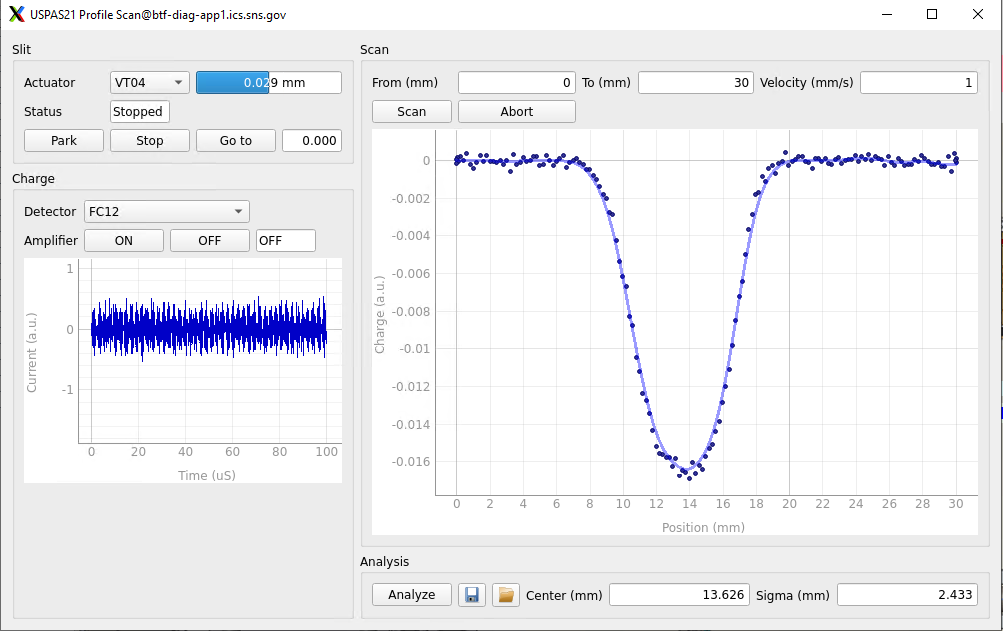 USPAS21 Profile Scan@btf-diag-app1.ics.sns.gov
Slit
Actuator VT04 0.029 mm
Status Stopped
Park Stop Go to 0.000
Charge
Detector FC12
Amplifier ON OFF OFF
1
0
-1
Current (a.u.)
0 20 40 60 80 100
Time (uS)
Scan
From (mm) 0 To (mm) 30 Velocity (mm/s) 1
Scan Abort
0
-0.002
-0.004
-0.006
-0.008
-0.01
-0.012
-0.014
-0.016
Charge (a.u.)
0 2 4 6 8 10 12 14 16 18 20 22 24 26 28 30
Position (mm)
Analysis
Analyze Center (mm) 13.626 Sigma (mm) 2.433